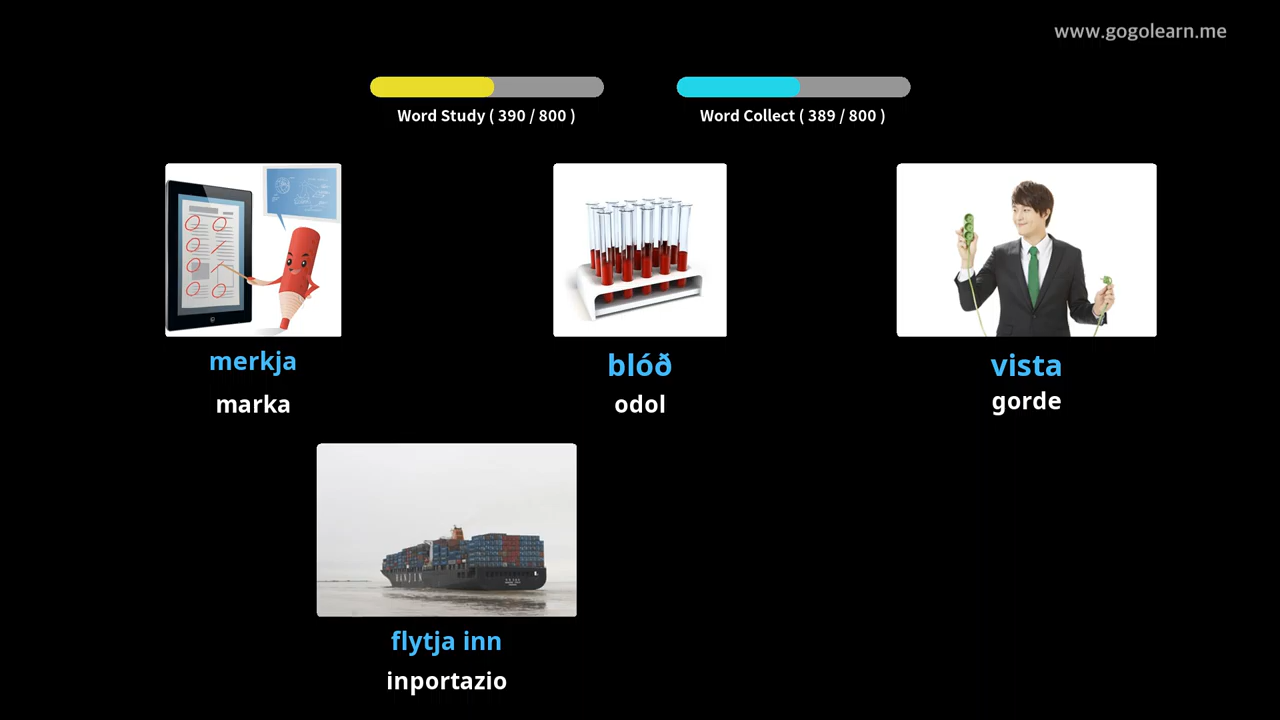 www.gogolearn.me
Word Study ( 390 / 800 )
Word Collect ( 389 / 800 )
merkja
marka
blóð
odol
vista
gorde
HANJIN
flytja inn
inportazio